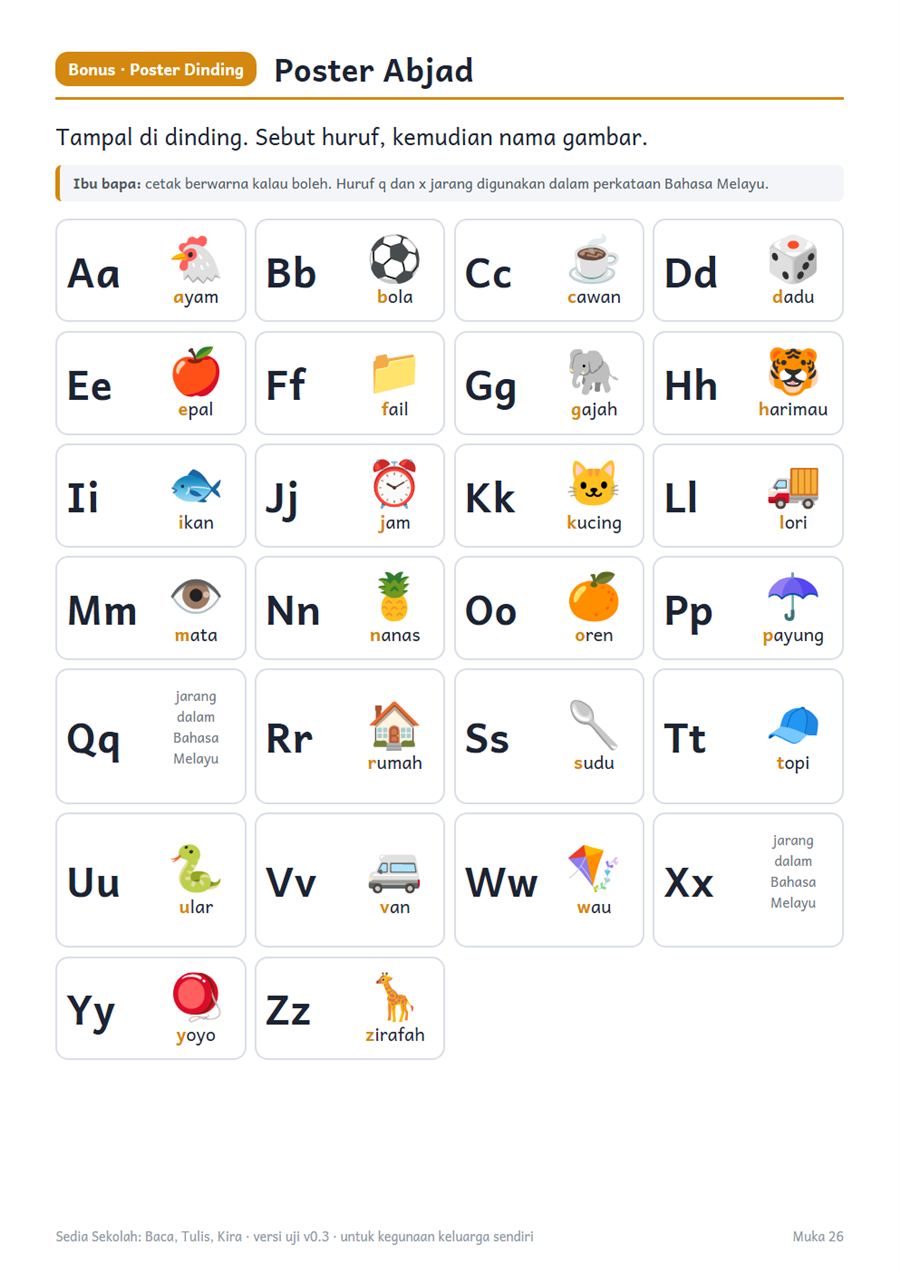 Bonus · Poster Dinding
Poster Abjad
Tampal di dinding. Sebut huruf, kemudian nama gambar.
Ibu bapa: cetak berwarna kalau boleh. Huruf q dan x jarang digunakan dalam perkataan Bahasa Melayu.
Aa
ayam
Bb
bola
Cc
cawan
Dd
dadu
Ee
epal
Ff
fail
Gg
gajah
Hh
harimau
Ii
ikan
Jj
jam
Kk
kucing
Ll
lori
Mm
mata
Nn
nanas
Oo
oren
Pp
payung
Qq
jarang
dalam
Bahasa
Melayu
Rr
rumah
Ss
sudu
Tt
topi
Uu
ular
Vv
van
Ww
wau
Xx
jarang
dalam
Bahasa
Melayu
Yy
yoyo
Zz
zirafah
Sedia Sekolah: Baca, Tulis, Kira · versi uji v0.3 · untuk kegunaan keluarga sendiri
Muka 26